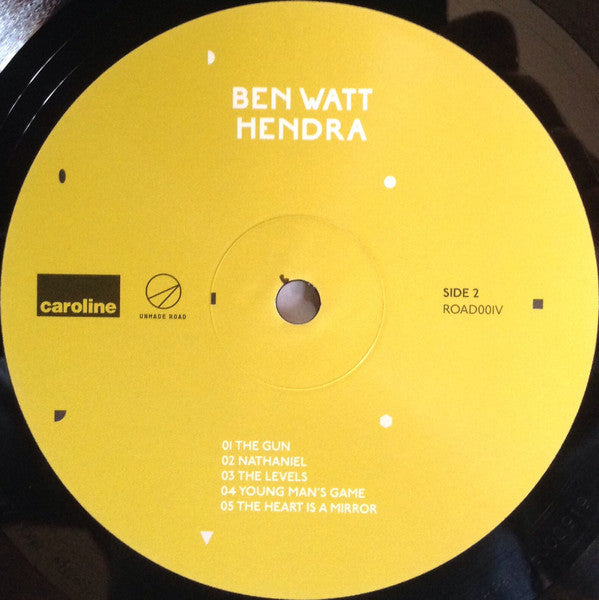 BEN WATT
HENDRA
caroline
UNMADE ROAD
SIDE 2
ROAD001V
01 THE GUN
02 NATHANIEL
03 THE LEVELS
04 YOUNG MAN'S GAME
05 THE HEART IS A MIRROR